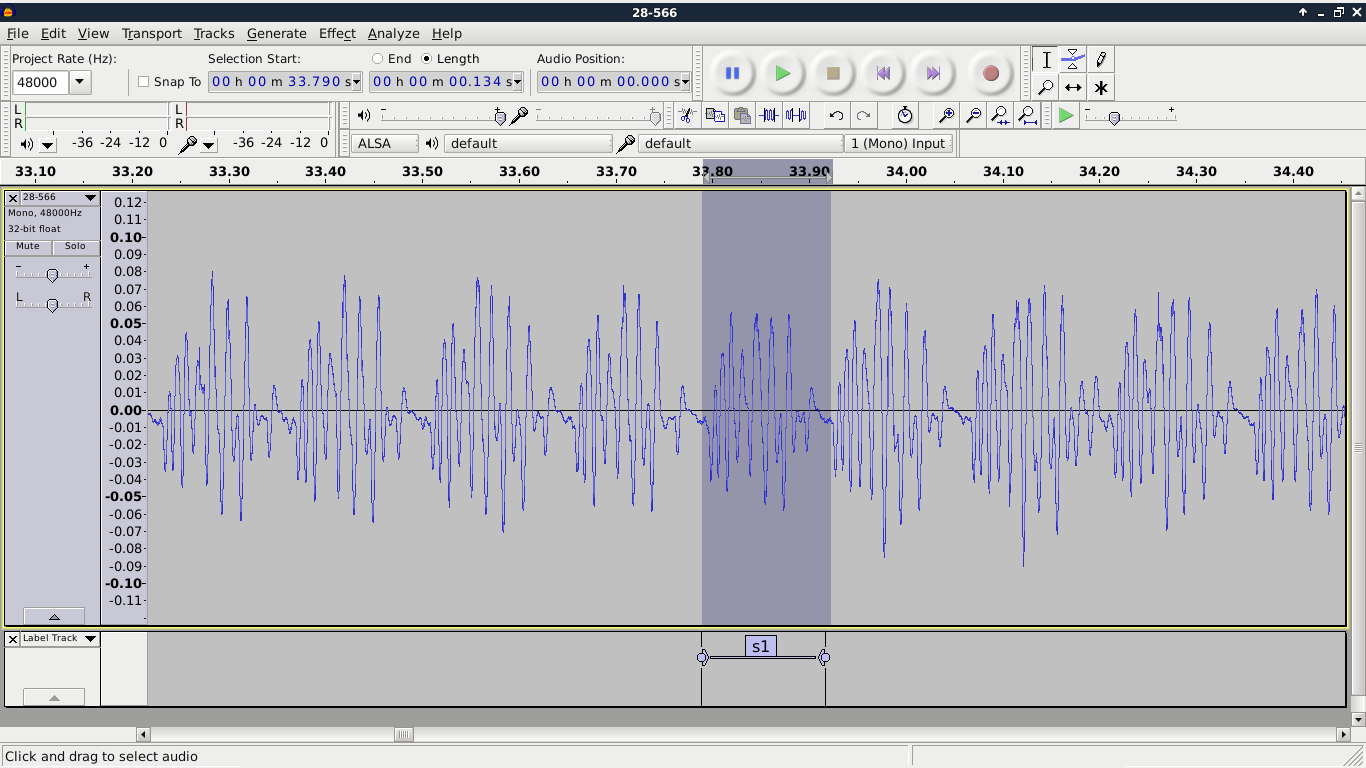 28-566
File Edit View Transport Tracks Generate Effect Analyze Help
Project Rate (Hz): Selection Start: End Length Audio Position:
48000 Snap To 00 h 00 m 33.790 s 00 h 00 m 00.134 s 00 h 00 m 00.000 s
L L
R R
- + - +
-36 -24 -12 0 -36 -24 -12 0
ALSA default default 1 (Mono) Input
33.10 33.20 33.30 33.40 33.50 33.60 33.70 33.80 33.90 34.00 34.10 34.20 34.30 34.40
28-566
Mono, 48000Hz
32-bit float
Mute Solo
- +
L R
0.12
0.11
0.10
0.09
0.08
0.07
0.06
0.05
0.04
0.03
0.02
0.01
0.00
-0.01
-0.02
-0.03
-0.04
-0.05
-0.06
-0.07
-0.08
-0.09
-0.10
-0.11
Label Track
s1
Click and drag to select audio